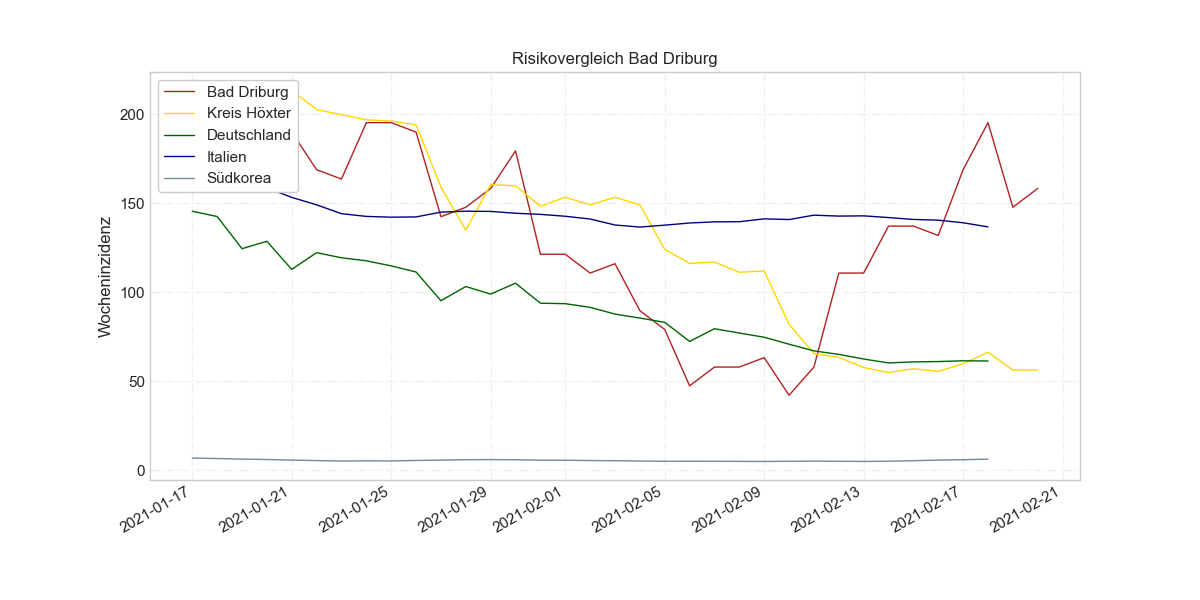 Risikovergleich Bad Driburg
Bad Driburg
Kreis Höxter
Deutschland
Italien
Südkorea
Wocheninzidenz
200
150
100
50
0
2021-01-17
2021-01-21
2021-01-25
2021-01-29
2021-02-01
2021-02-05
2021-02-09
2021-02-13
2021-02-17
2021-02-21